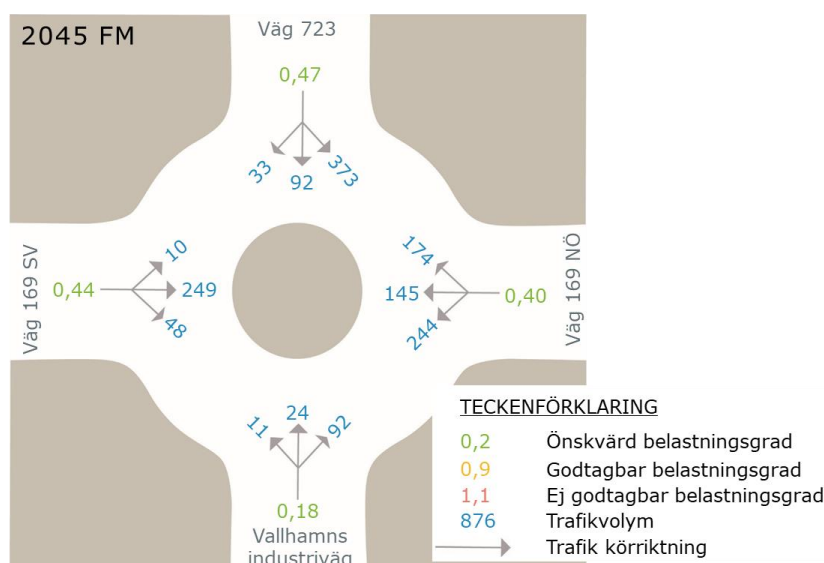 2045 FM
Väg 723
0,47
33
92
373
Väg 169 SV
0,44
10
249
48
174
145
244
0,40
Väg 169 NÖ
11
24
92
0,18
Vallhamns
industriväg
TECKENFÖRKLARING
0,2 Önskvärd belastningsgrad
0,9 Godtagbar belastningsgrad
1,1 Ej godtagbar belastningsgrad
876 Trafikvolym
Trafik körriktning